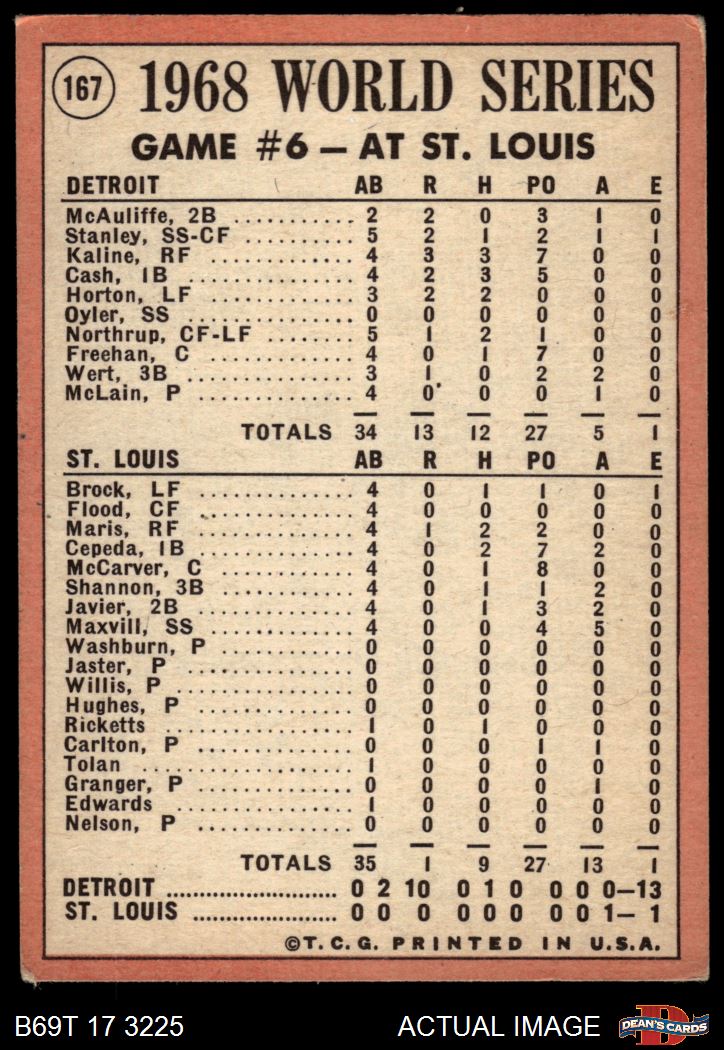 167 1968 WORLD SERIES
GAME #6 – AT ST. LOUIS
DETROIT AB R H PO A E
McAuliffe, 2B ........... 2 2 0 3 1 0
Stanley, SS-CF .......... 5 2 1 2 1 1
Kaline, RF ............. 4 3 3 7 0 0
Cash, 1B ............... 4 2 3 5 0 0
Horton, LF ............. 3 2 2 0 0 0
Oyler, SS .............. 0 0 0 0 0 0
Northrup, CF-LF ........ 5 1 2 1 0 0
Freehan, C ............. 4 0 1 7 0 0
Wert, 3B ............... 3 1 0 2 2 0
McLain, P .............. 4 0 0 0 1 0
TOTALS 34 13 12 27 5 1
ST. LOUIS AB R H PO A E
Brock, LF .............. 4 0 1 1 0 1
Flood, CF .............. 4 0 0 0 0 0
Maris, RF .............. 4 1 2 2 0 0
Cepeda, 1B ............. 4 0 2 7 2 0
McCarver, C ............ 4 0 1 8 0 0
Shannon, 3B ............ 4 0 1 1 2 0
Javier, 2B ............. 4 0 1 3 2 0
Maxvill, SS ............ 4 0 0 4 5 0
Washburn, P ............ 0 0 0 0 0 0
Jaster, P .............. 0 0 0 0 0 0
Willis, P .............. 0 0 0 0 0 0
Hughes, P .............. 0 0 0 0 0 0
Ricketts ............... 1 0 1 0 0 0
Carlton, P ............. 0 0 0 1 1 0
Tolan .................. 1 0 0 0 0 0
Granger, P ............. 0 0 0 0 1 0
Edwards ................ 1 0 0 0 0 0
Nelson, P .............. 0 0 0 0 0 0
TOTALS 35 1 9 27 13 1
DETROIT ........................ 0 2 10 0 1 0 0 0 0–13
ST. LOUIS ..................... 0 0 0 0 0 0 0 0 1– 1
©T.C.G. PRINTED IN U.S.A.
B69T 17 3225 ACTUAL IMAGE D DEAN'S CARDS